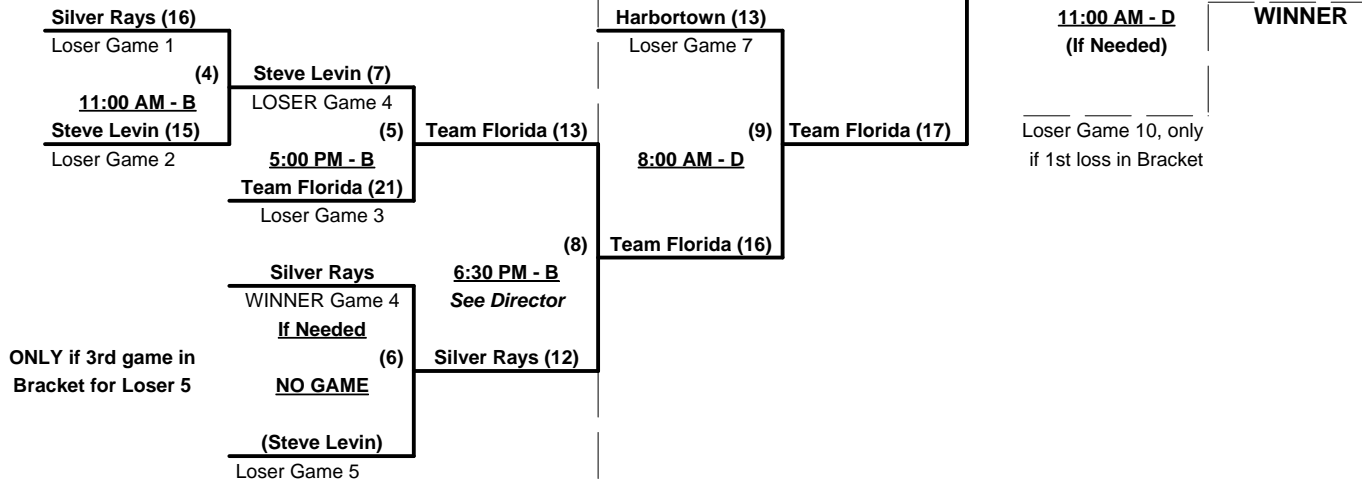 Silver Rays (16)
Loser Game 1
(4)
11:00 AM - B
Steve Levin (15)
Loser Game 2
Steve Levin (7)
LOSER Game 4
(5)
5:00 PM - B
Team Florida (21)
Loser Game 3
Silver Rays
WINNER Game 4
If Needed
(6)
NO GAME
(Steve Levin)
Loser Game 5
ONLY if 3rd game in
Bracket for Loser 5
Team Florida (13)
(8)
6:30 PM - B
See Director
Silver Rays (12)
Harbortown (13)
Loser Game 7
(9)
8:00 AM - D
Team Florida (16)
Team Florida (17)
11:00 AM - D
(If Needed)
WINNER
Loser Game 10, only
if 1st loss in Bracket